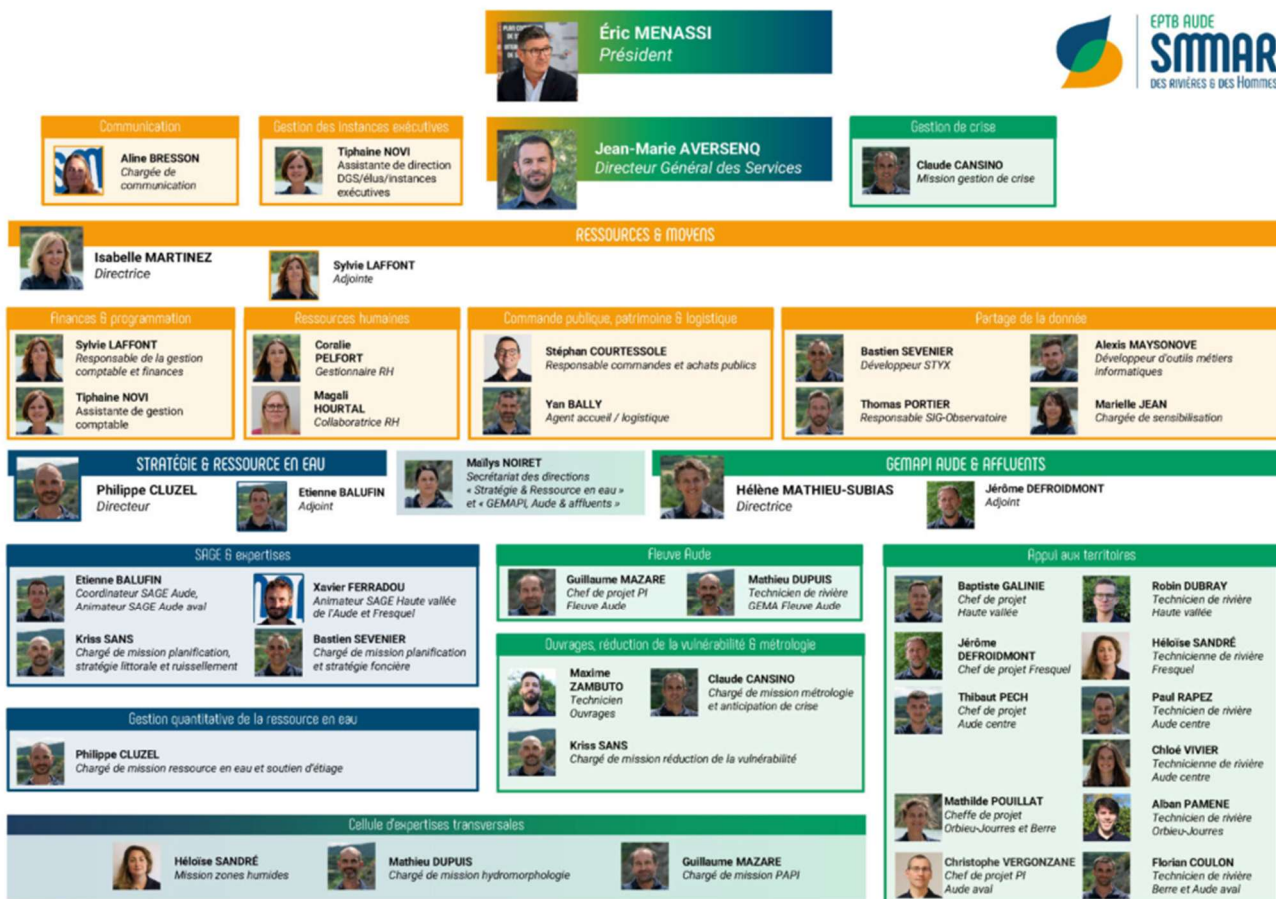 Éric MENASSI
Président
EPTB AUDE
SMMAR
DES RIVIÈRES & DES HOMMES
Communication
Aline BRESSON
Chargée de
communication
Gestion des instances exécutives
Tiphaine NOVI
Assistante de direction
DGS/élus/instances
exécutives
Jean-Marie AVERSENQ
Directeur Général des Services
Gestion de crise
Claude CANSINO
Mission gestion de crise
RESSOURCES & MOYENS
Isabelle MARTINEZ
Directrice
Sylvie LAFFONT
Adjointe
Finances & programmation
Sylvie LAFFONT
Responsable de la gestion
comptable et finances
Tiphaine NOVI
Assistante de gestion
comptable
Ressources humaines
Coralie
PELFORT
Gestionnaire RH
Magali
HOURTAL
Collaboratrice RH
Commande publique, patrimoine & logistique
Stéphan COURTESSOLE
Responsable commandes et achats publics
Yan BALLY
Agent accueil / logistique
Partage de la donnée
Bastien SEVENIER
Développeur STYX
Alexis MAYSONOVE
Développeur d'outils métiers
informatiques
Thomas PORTIER
Responsable SIG-Observatoire
Marielle JEAN
Chargée de sensibilisation
STRATÉGIE & RESSOURCE EN EAU
Philippe CLUZEL
Directeur
Etienne BALUFIN
Adjoint
Maïlys NOIRET
Secrétariat des directions
« Stratégie & Ressource en eau »
et « GEMAPI, Aude & affluents »
GEMAPI AUDE & AFFLUENTS
Hélène MATHIEU-SUBIAS
Directrice
Jérôme DEFROIDMONT
Adjoint
SAGE & expertises
Etienne BALUFIN
Coordinateur SAGE Aude,
Animateur SAGE Aude aval
Xavier FERRADOU
Animateur SAGE Haute vallée
de l'Aude et Fresquel
Kriss SANS
Chargé de mission planification,
stratégie littorale et ruissellement
Bastien SEVENIER
Chargé de mission planification
et stratégie foncière
Gestion quantitative de la ressource en eau
Philippe CLUZEL
Chargé de mission ressource en eau et soutien d'étiage
Fleuve Aude
Guillaume MAZARE
Chef de projet PI
Fleuve Aude
Mathieu DUPUIS
Technicien de rivière
GEMA Fleuve Aude
Ouvrages, réduction de la vulnérabilité & métrologie
Maxime
ZAMBUTO
Technicien
Ouvrages
Claude CANSINO
Chargé de mission métrologie
et anticipation de crise
Kriss SANS
Chargé de mission réduction de la vulnérabilité
Appui aux territoires
Baptiste GALINIE
Chef de projet
Haute vallée
Robin DUBRAY
Technicien de rivière
Haute vallée
Jérôme
DEFROIDMONT
Chef de projet Fresquel
Héloïse SANDRÉ
Technicienne de rivière
Fresquel
Thibaut PECH
Chef de projet
Aude centre
Paul RAPEZ
Technicien de rivière
Aude centre
Chloé VIVIER
Technicienne de rivière
Aude centre
Mathilde POUILLAT
Cheffe de projet
Orbieu-Jourres et Berre
Alban PAMENE
Technicien de rivière
Orbieu-Jourres
Christophe VERGONZANE
Chef de projet PI
Aude aval
Florian COULON
Technicien de rivière
Berre et Aude aval
Cellule d'expertises transversales
Héloïse SANDRÉ
Mission zones humides
Mathieu DUPUIS
Chargé de mission hydromorphologie
Guillaume MAZARE
Chargé de mission PAPI